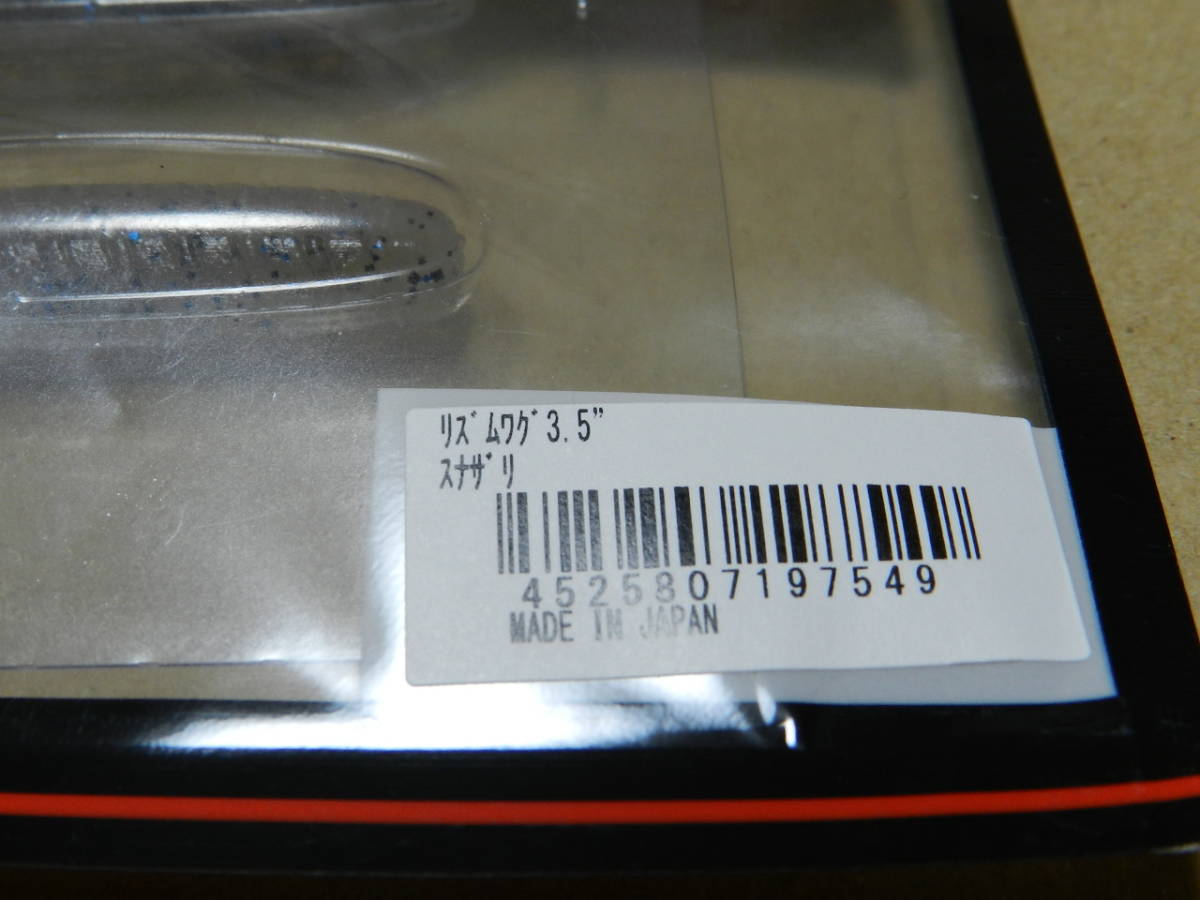 ﾘｽﾞﾑﾜｸﾞ3.5”
ｽﾅｻﾞﾘ
4525807197549
MADE IN JAPAN